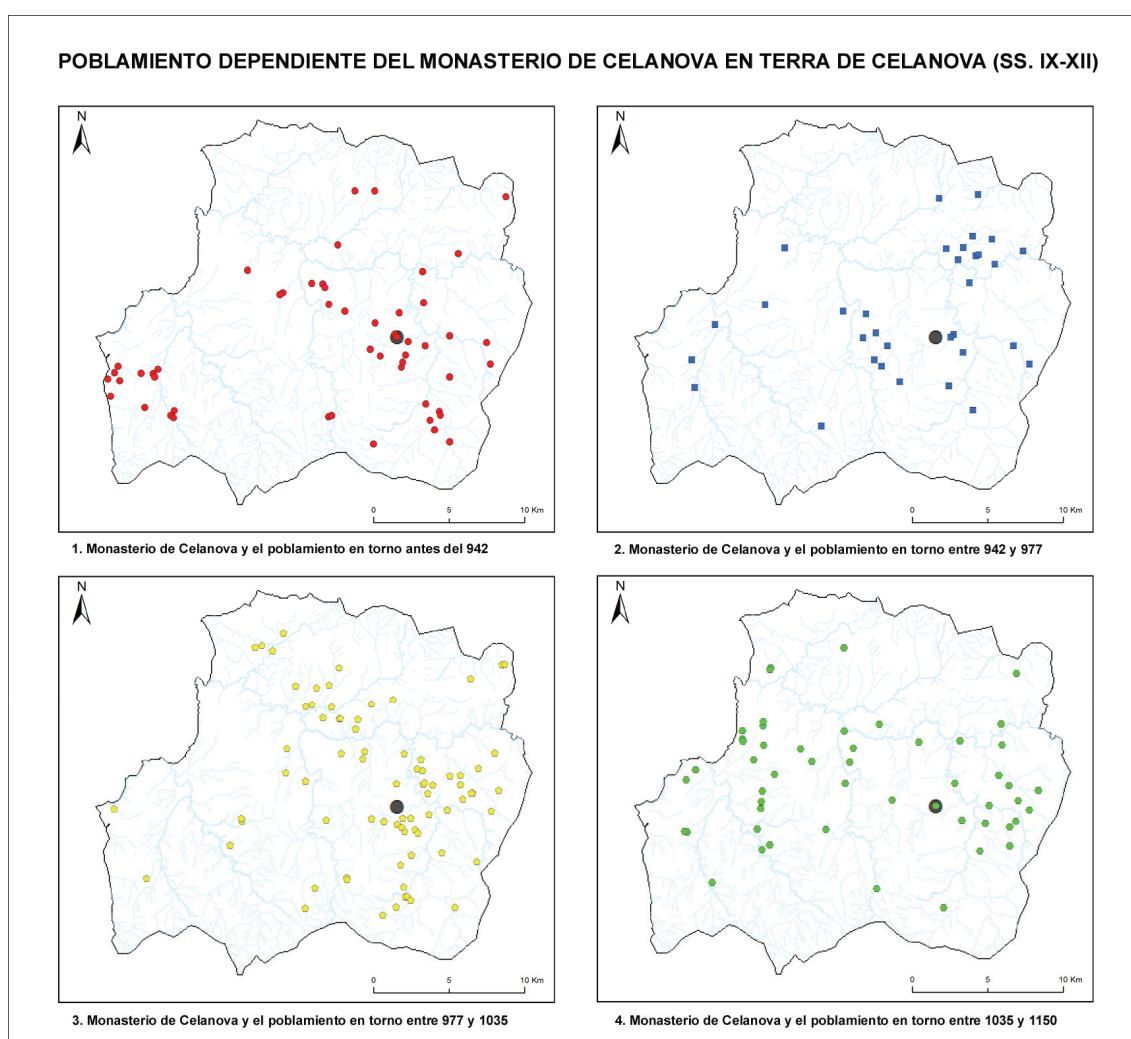 POBLAMIENTO DEPENDIENTE DEL MONASTERIO DE CELANOVA EN TERRA DE CELANOVA (SS. IX-XII)
N
0 5 10 Km
1. Monasterio de Celanova y el poblamiento en torno antes del 942
N
0 5 10 Km
2. Monasterio de Celanova y el poblamiento en torno entre 942 y 977
N
0 5 10 Km
3. Monasterio de Celanova y el poblamiento en torno entre 977 y 1035
N
0 5 10 Km
4. Monasterio de Celanova y el poblamiento en torno entre 1035 y 1150